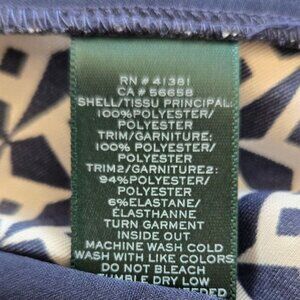 RN # 41381
CA # 56658
SHELL/TISSU PRINCIPAL:
100%POLYESTER/
POLYESTER
TRIM/GARNITURE:
100% POLYESTER/
POLYESTER
TRIM2/GARNITURE2:
94%POLYESTER/
POLYESTER
6%ELASTANE/
ÉLASTHANNE
TURN GARMENT
INSIDE OUT
MACHINE WASH COLD
WASH WITH LIKE COLORS
DO NOT BLEACH
TUMBLE DRY LOW
NEEDED